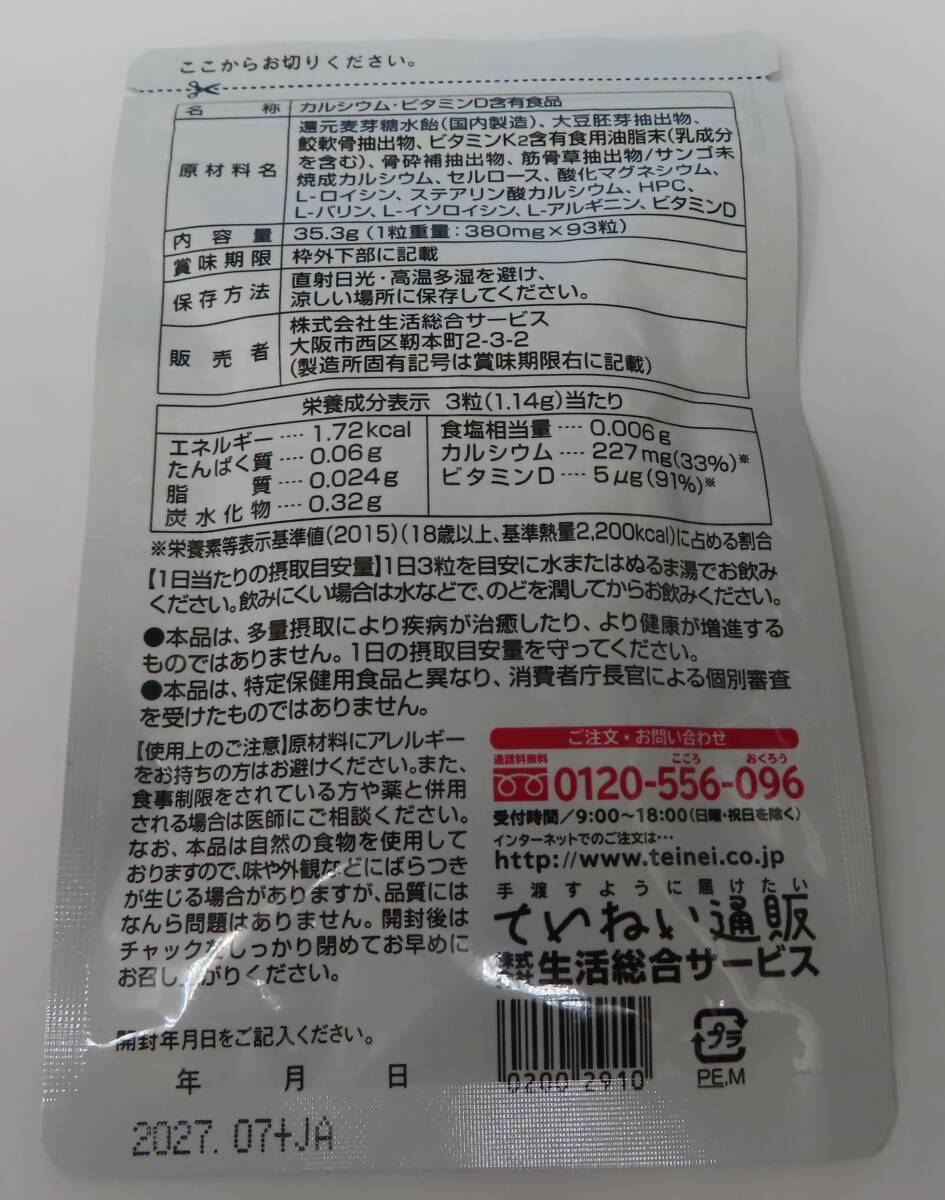 ここからお切りください。
名称 カルシウム・ビタミンD含有食品
原材料名 還元麦芽糖水飴(国内製造)、大豆胚芽抽出物、
鮫軟骨抽出物、ビタミンK2含有食用油脂末(乳成分
を含む)、骨砕補抽出物、筋骨草抽出物/サンゴ末
焼成カルシウム、セルロース、酸化マグネシウム、
L-ロイシン、ステアリン酸カルシウム、HPC、
L-バリン、L-イソロイシン、L-アルギニン、ビタミンD
内容量 35.3g(1粒重量:380mg×93粒)
賞味期限 枠外下部に記載
保存方法 直射日光・高温多湿を避け、
涼しい場所に保存してください。
販売者 株式会社生活総合サービス
大阪市西区靭本町2-3-2
(製造所固有記号は賞味期限右に記載)
栄養成分表示 3粒(1.14g)当たり
エネルギー‥‥1.72kcal
たんぱく質‥‥0.06g
脂質‥‥0.024g
炭水化物‥‥0.32g
食塩相当量‥‥0.006g
カルシウム‥‥227mg(33%)※
ビタミンD‥‥5μg(91%)※
※栄養素等表示基準値(2015)(18歳以上、基準熱量2,200kcal)に占める割合
【1日当たりの摂取目安量】1日3粒を目安に水またはぬるま湯でお飲み
ください。飲みにくい場合は水などで、のどを潤してからお飲みください。
●本品は、多量摂取により疾病が治癒したり、より健康が増進する
ものではありません。1日の摂取目安量を守ってください。
●本品は、特定保健用食品と異なり、消費者庁長官による個別審査
を受けたものではありません。
【使用上のご注意】原材料にアレルギー
をお持ちの方はお避けください。また、
食事制限をされている方や薬と併用
される場合は医師にご相談ください。
なお、本品は自然の食物を使用して
おりますので、味や外観などにばらつき
が生じる場合がありますが、品質には
なんら問題はありません。開封後は
チャックをしっかり閉めてお早めに
お召し上がりください。
ご注文・お問い合わせ
通話料無料 こころ おくろう
0120-556-096
受付時間/9:00〜18:00(日曜・祝日を除く)
インターネットでのご注文は…
http://www.teinei.co.jp
手渡すように届けたい
ていねい通販
株式会社 生活総合サービス
開封年月日をご記入ください。
年 月 日
0200 2910
プラ
PE,M
2027.07+JA